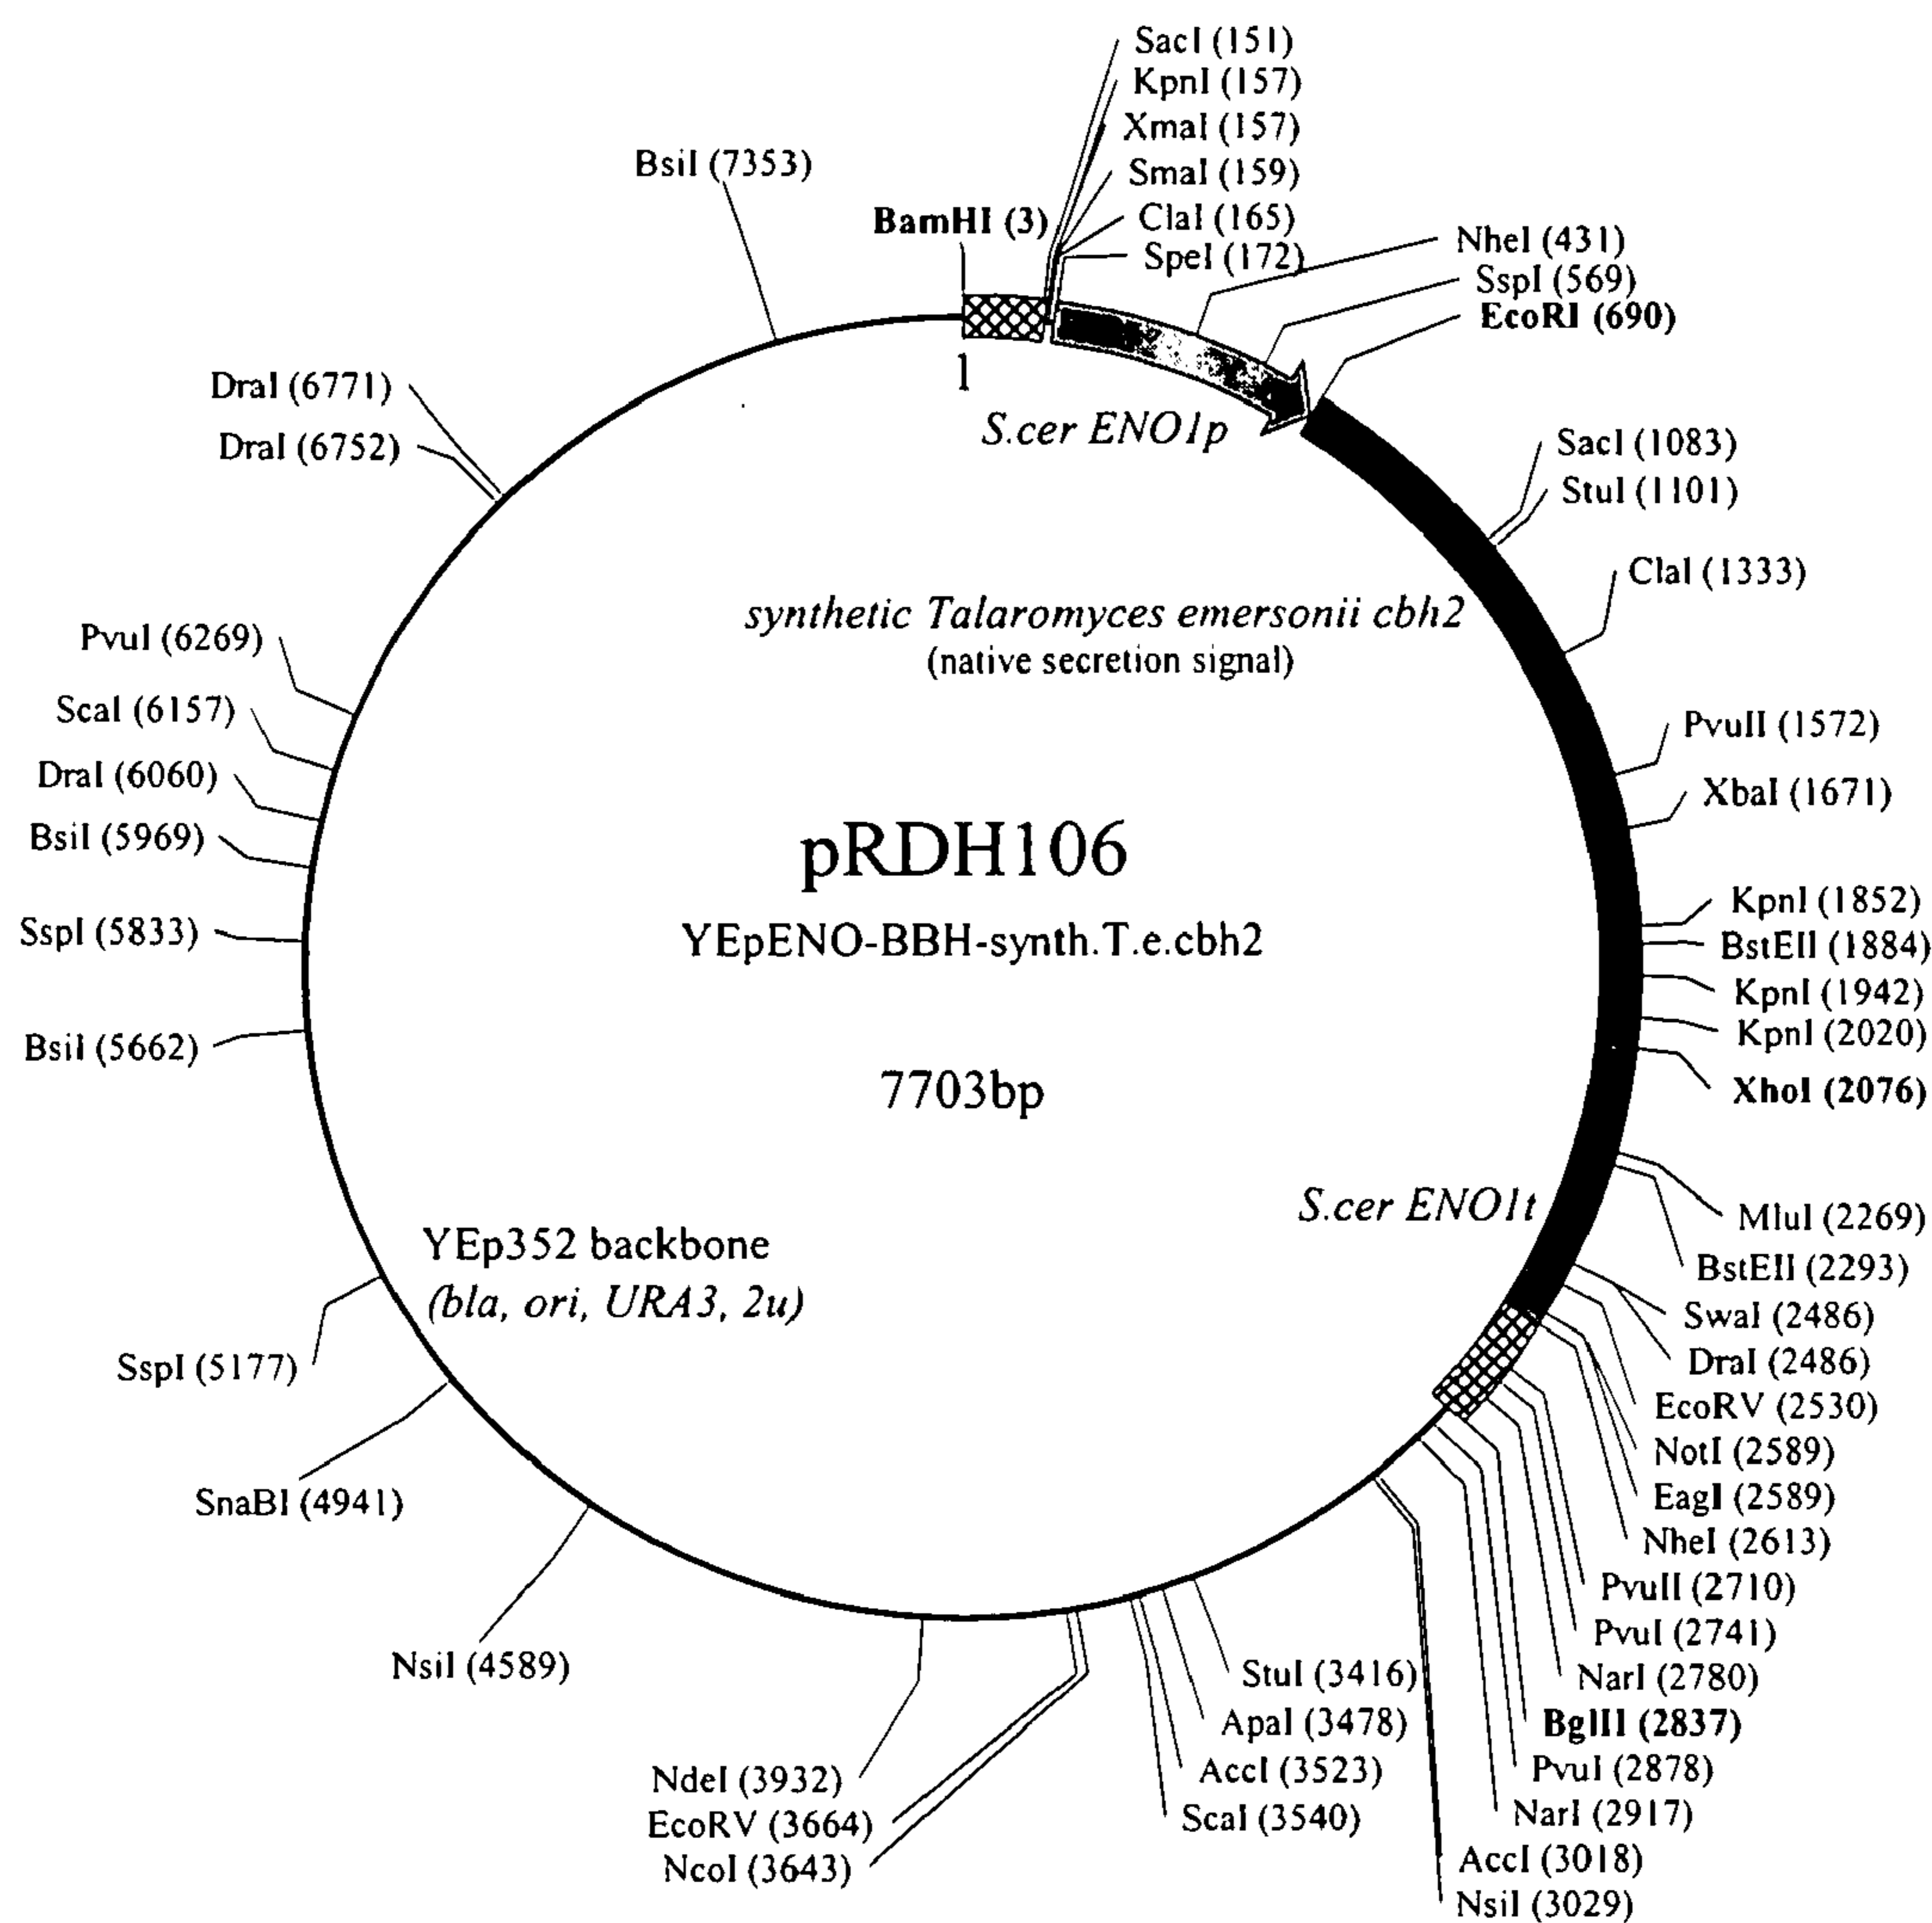 SacI (151)
KpnI (157)
XmaI (157)
SmaI (159)
ClaI (165)
SpeI (172)
BsiI (7353)
BamHI (3)
NheI (431)
SspI (569)
EcoRI (690)
1
S.cer ENO1p
DraI (6771)
DraI (6752)
SacI (1083)
StuI (1101)
ClaI (1333)
synthetic Talaromyces emersonii cbh2
(native secretion signal)
PvuI (6269)
ScaI (6157)
DraI (6060)
BsiI (5969)
SspI (5833)
BsiI (5662)
PvuII (1572)
XbaI (1671)
pRDH106
YEpENO-BBH-synth.T.e.cbh2
7703bp
KpnI (1852)
BstEII (1884)
KpnI (1942)
KpnI (2020)
XhoI (2076)
S.cer ENO1t
MluI (2269)
BstEII (2293)
SwaI (2486)
DraI (2486)
EcoRV (2530)
NotI (2589)
EagI (2589)
NheI (2613)
PvuII (2710)
PvuI (2741)
NarI (2780)
BglII (2837)
PvuI (2878)
NarI (2917)
AccI (3018)
NsiI (3029)
YEp352 backbone
(bla, ori, URA3, 2u)
SspI (5177)
SnaBI (4941)
NsiI (4589)
StuI (3416)
ApaI (3478)
AccI (3523)
ScaI (3540)
NdeI (3932)
EcoRV (3664)
NcoI (3643)